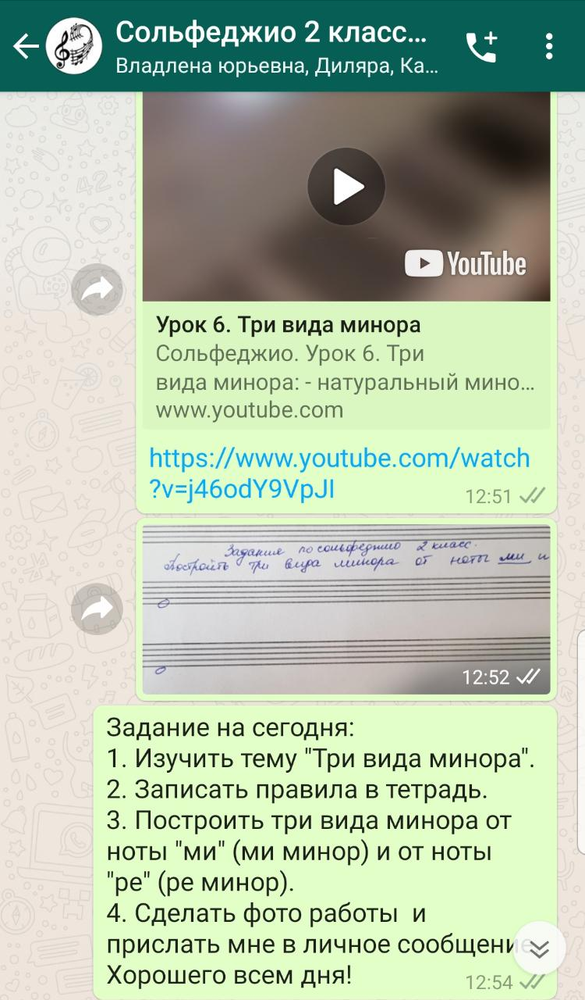 Сольфеджио 2 класс...
Владлена юрьевна, Диляра, Ка...
YouTube
Урок 6. Три вида минора
Сольфеджио. Урок 6. Три
вида минора: - натуральный мино...
www.youtube.com
https://www.youtube.com/watch
?v=j46odY9VpJI
12:51
Задание по сольфеджио 2 класс.
Построить три вида минора от ноты ми и
12:52
Задание на сегодня:
1. Изучить тему "Три вида минора".
2. Записать правила в тетрадь.
3. Построить три вида минора от
ноты "ми" (ми минор) и от ноты
"ре" (ре минор).
4. Сделать фото работы и
прислать мне в личное сообщение
Хорошего всем дня!
12:54